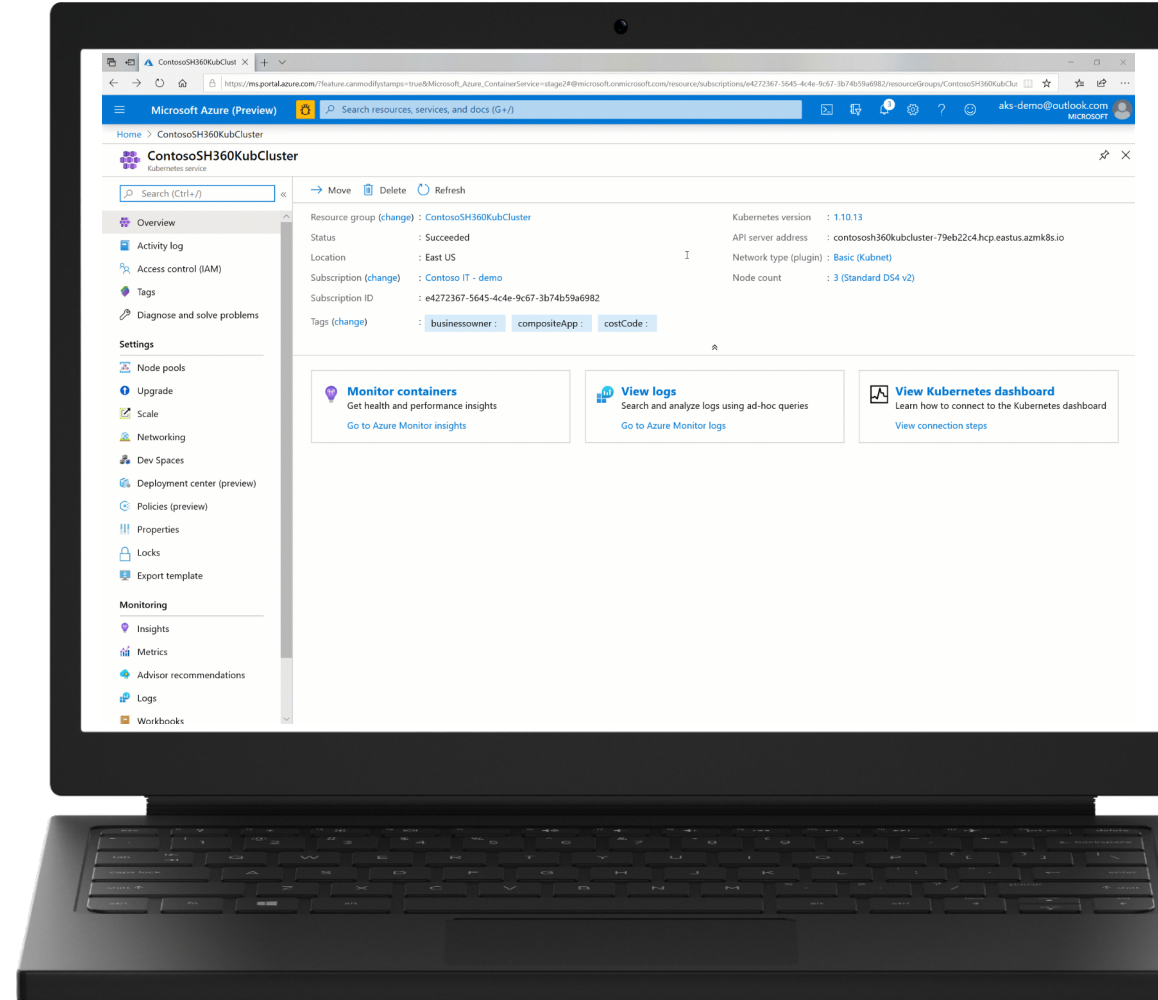 ContosoSH360KubClust
https://ms.portal.azure.com/?feature.canmodifystamps=true&Microsoft_Azure_ContainerService=stage2#@microsoft.onmicrosoft.com/resource/subscriptions/e4272367-5645-4c4e-9c67-3b74b59a6982/resourceGroups/ContosoSH360KubClus
Microsoft Azure (Preview)
Search resources, services, and docs (G+/)
3
?
aks-demo@outlook.com
MICROSOFT
Home > ContosoSH360KubCluster
ContosoSH360KubCluster
Kubernetes service
Search (Ctrl+/)
«
Overview
Activity log
Access control (IAM)
Tags
Diagnose and solve problems
Settings
Node pools
Upgrade
Scale
Networking
Dev Spaces
Deployment center (preview)
Policies (preview)
Properties
Locks
Export template
Monitoring
Insights
Metrics
Advisor recommendations
Logs
Workbooks
Move Delete Refresh
Resource group (change) : ContosoSH360KubCluster
Status : Succeeded
Location : East US
Subscription (change) : Contoso IT - demo
Subscription ID : e4272367-5645-4c4e-9c67-3b74b59a6982
Tags (change) : businessowner : compositeApp : costCode :
Kubernetes version : 1.10.13
API server address : contososh360kubcluster-79eb22c4.hcp.eastus.azmk8s.io
Network type (plugin) : Basic (Kubnet)
Node count : 3 (Standard DS4 v2)
Monitor containers
Get health and performance insights
Go to Azure Monitor insights
View logs
Search and analyze logs using ad-hoc queries
Go to Azure Monitor logs
View Kubernetes dashboard
Learn how to connect to the Kubernetes dashboard
View connection steps